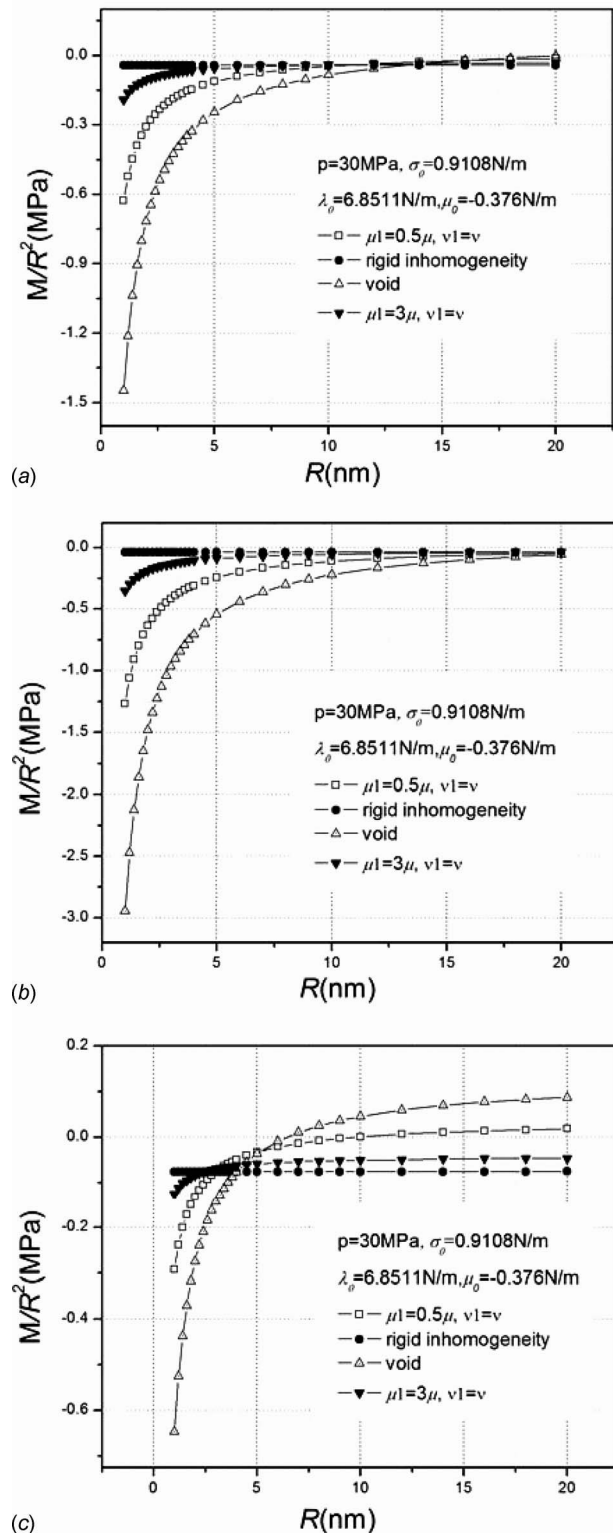 0.0
-0.3
-0.6
-0.9
-1.2
-1.5
M/R²(MPa)
p=30MPa, σ₀=0.9108N/m
λ₀=6.8511N/m,μ₀=-0.376N/m
μ1=0.5μ, ν1=ν
rigid inhomogeneity
void
μ1=3μ, ν1=ν
0 5 10 15 20
R(nm)
(a)
0.0
-0.5
-1.0
-1.5
-2.0
-2.5
-3.0
M/R²(MPa)
p=30MPa, σ₀=0.9108N/m
λ₀=6.8511N/m,μ₀=-0.376N/m
μ1=0.5μ, ν1=ν
rigid inhomogeneity
void
μ1=3μ, ν1=ν
0 5 10 15 20
R(nm)
(b)
0.2
0.0
-0.2
-0.4
-0.6
M/R²(MPa)
p=30MPa, σ₀=0.9108N/m
λ₀=6.8511N/m,μ₀=-0.376N/m
μ1=0.5μ, ν1=ν
rigid inhomogeneity
void
μ1=3μ, ν1=ν
0 5 10 15 20
R(nm)
(c)